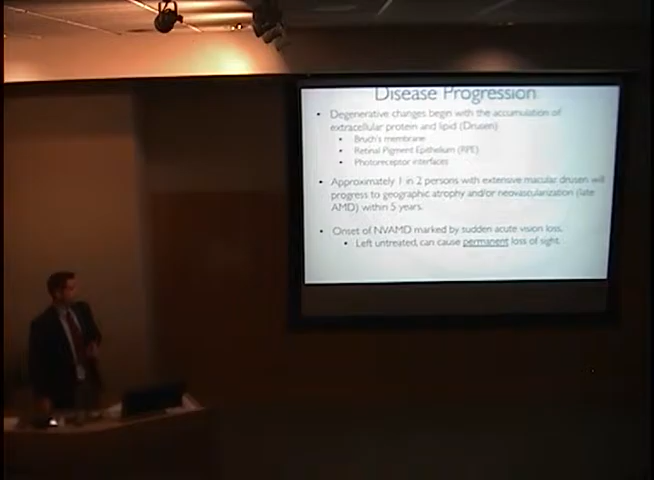 Disease Progression
• Degenerative changes begin with the accumulation of
extracellular protein and lipid (Drusen)
• Bruch's membrane
• Retinal Pigment Epithelium (RPE)
• Photoreceptor interfaces
• Approximately 1 in 2 persons with extensive macular drusen will
progress to geographic atrophy and/or neovascularization (late
AMD) within 5 years.
• Onset of NVAMD marked by sudden acute vision loss.
• Left untreated, can cause permanent loss of sight.